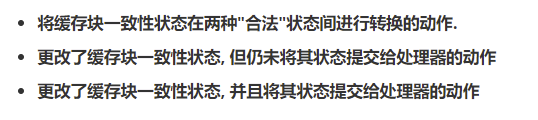 将缓存块一致性状态在两种"合法"状态间进行转换的动作.
更改了缓存块一致性状态, 但仍未将其状态提交给处理器的动作
更改了缓存块一致性状态, 并且将其状态提交给处理器的动作